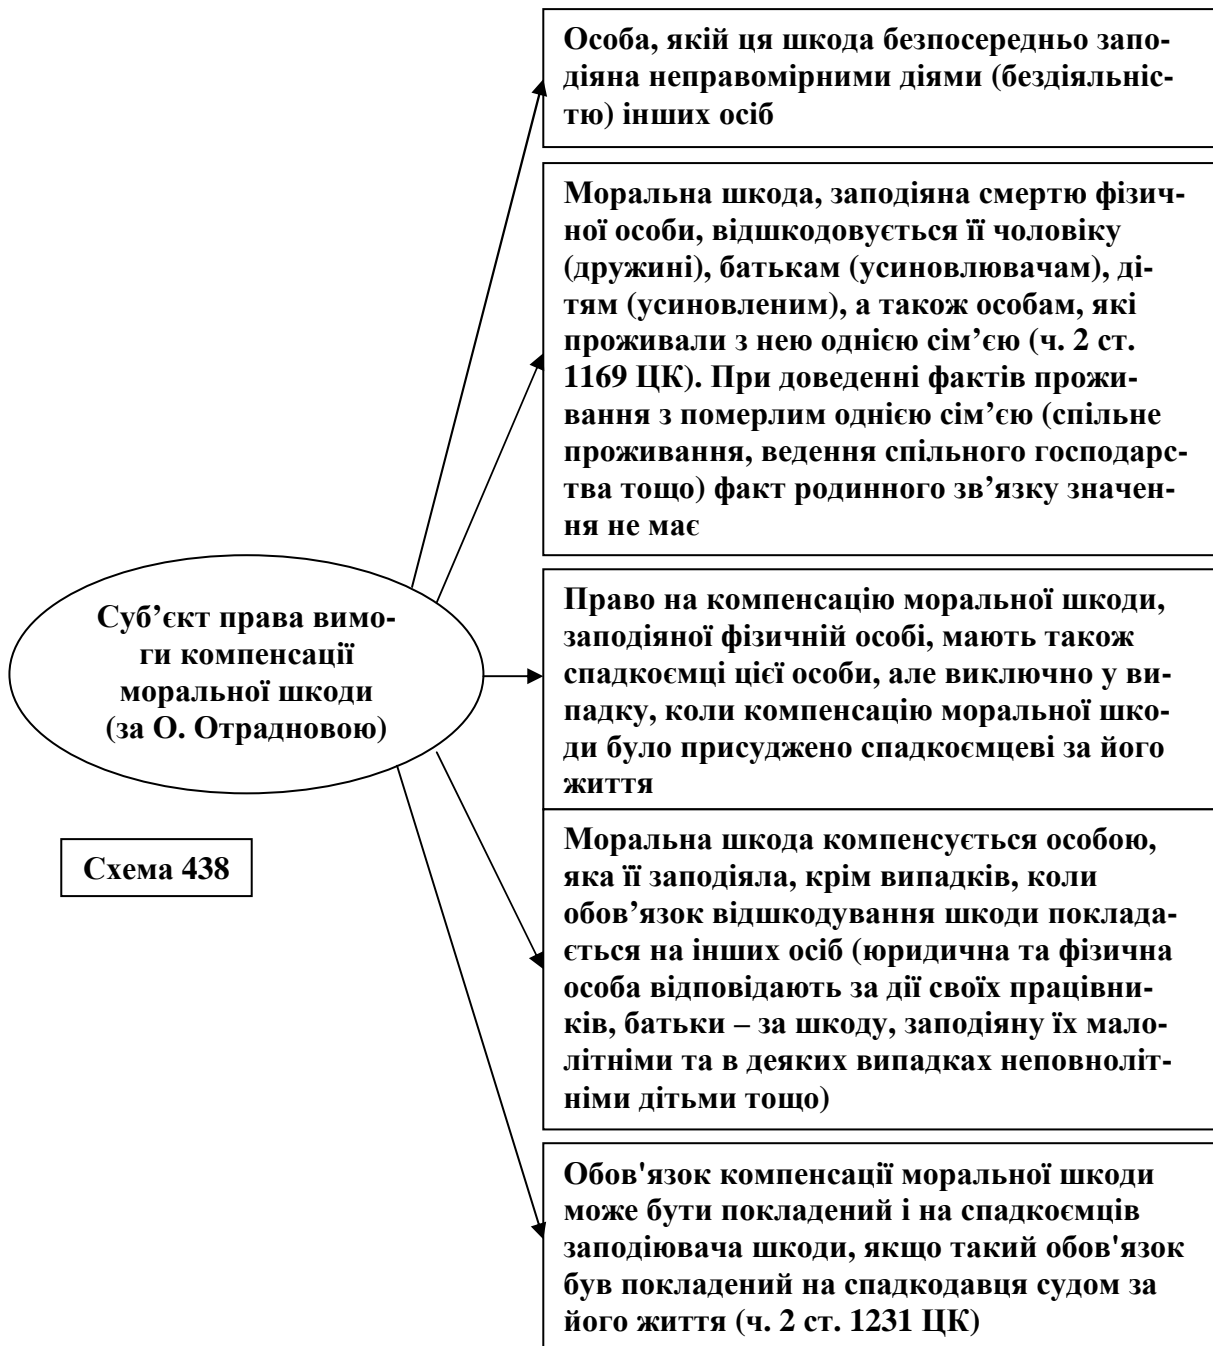 Особа, якій ця шкода безпосередньо запо-
діяна неправомірними діями (бездіяльніс-
тю) інших осіб
Моральна шкода, заподіяна смертю фізич-
ної особи, відшкодовується її чоловіку
(дружині), батькам (усиновлювачам), ді-
тям (усиновленим), а також особам, які
проживали з нею однією сім’єю (ч. 2 ст.
1169 ЦК). При доведенні фактів прожи-
вання з померлим однією сім’єю (спільне
проживання, ведення спільного господарс-
тва тощо) факт родинного зв’язку значен-
ня не має
Суб’єкт права вимо-
ги компенсації
моральної шкоди
(за О. Отрадновою)
Право на компенсацію моральної шкоди,
заподіяної фізичній особі, мають також
спадкоємці цієї особи, але виключно у ви-
падку, коли компенсацію моральної шко-
ди було присуджено спадкоємцеві за його
життя
Схема 438
Моральна шкода компенсується особою,
яка її заподіяла, крім випадків, коли
обов’язок відшкодування шкоди поклада-
ється на інших осіб (юридична та фізична
особа відповідають за дії своїх працівни-
ків, батьки – за шкоду, заподіяну їх мало-
літніми та в деяких випадках неповноліт-
німи дітьми тощо)
Обов'язок компенсації моральної шкоди
може бути покладений і на спадкоємців
заподіювача шкоди, якщо такий обов'язок
був покладений на спадкодавця судом за
його життя (ч. 2 ст. 1231 ЦК)